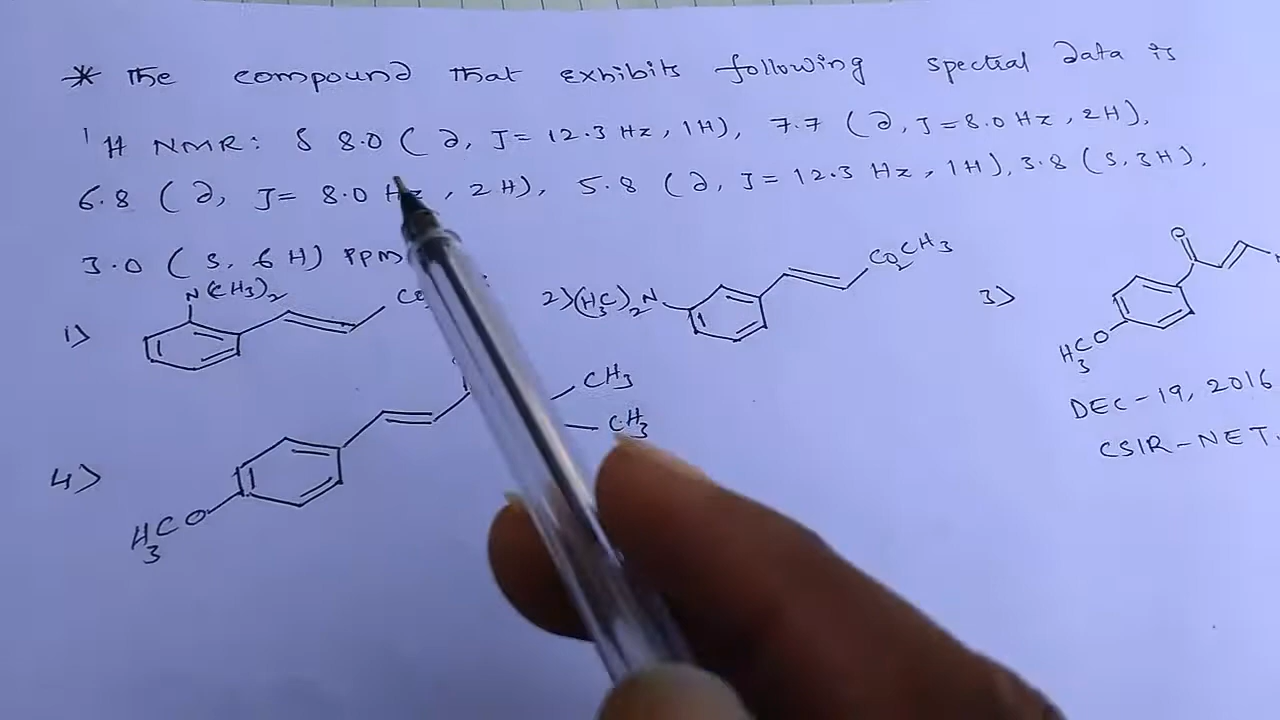 * The compound that exhibits following spectral data is
¹H NMR: δ 8.0 (d, J = 12.3 Hz, 1H), 7.7 (d, J = 8.0 Hz, 2H),
6.8 (d, J = 8.0 Hz, 2H), 5.8 (d, J = 12.3 Hz, 1H), 3.8 (s, 3H),
3.0 (s, 6H) ppm
1) N(CH₃)₂
2) (H₃C)₂N CO₂CH₃
3) O H₃CO
4) H₃CO CH₃ CH₃
DEC-19, 2016
CSIR-NET